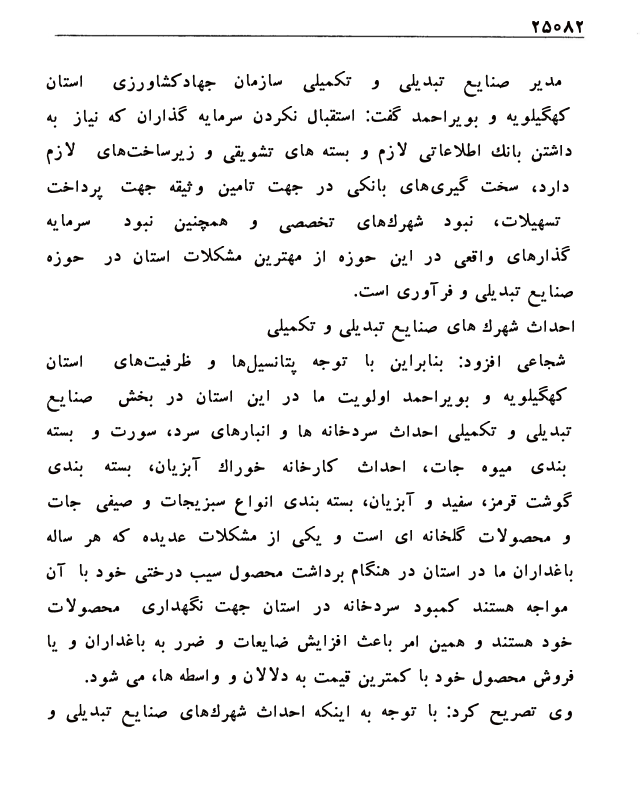 ۲۵۰۸۲
مدیر صنایع تبدیلی و تکمیلی سازمان جهادکشاورزی استان
کهگیلویه و بویراحمد گفت: استقبال نکردن سرمایه گذاران که نیاز به
داشتن بانک اطلاعاتی لازم و بسته های تشویقی و زیرساخت‌های لازم
دارد، سخت گیری‌های بانکی در جهت تامین وثیقه جهت پرداخت
تسهیلات، نبود شهرک‌های تخصصی و همچنین نبود سرمایه
گذارهای واقعی در این حوزه از مهترین مشکلات استان در حوزه
صنایع تبدیلی و فرآوری است.
احداث شهرک های صنایع تبدیلی و تکمیلی
شجاعی افزود: بنابراین با توجه پتانسیل‌ها و ظرفیت‌های استان
کهگیلویه و بویراحمد اولویت ما در این استان در بخش صنایع
تبدیلی و تکمیلی احداث سردخانه ها و انبارهای سرد، سورت و بسته
بندی میوه جات، احداث کارخانه خوراک آبزیان، بسته بندی
گوشت قرمز، سفید و آبزیان، بسته بندی انواع سبزیجات و صیفی جات
و محصولات گلخانه ای است و یکی از مشکلات عدیده که هر ساله
باغداران ما در استان در هنگام برداشت محصول سیب درختی خود با آن
مواجه هستند کمبود سردخانه در استان جهت نگهداری محصولات
خود هستند و همین امر باعث افزایش ضایعات و ضرر به باغداران و یا
فروش محصول خود با کمترین قیمت به دلالان و واسطه ها، می شود.
وی تصریح کرد: با توجه به اینکه احداث شهرک‌های صنایع تبدیلی و